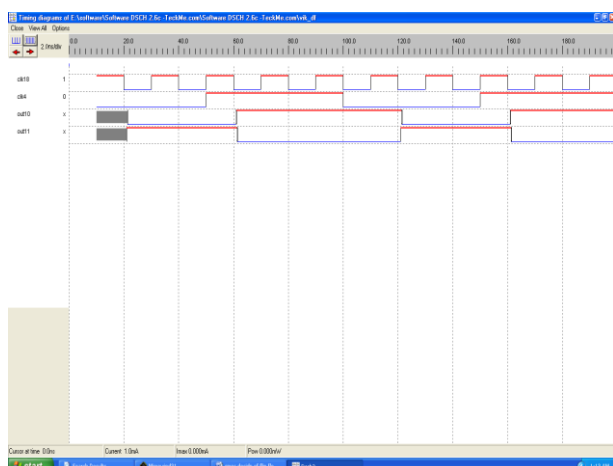 Timing diagrams of E:\software\Software DSCH 2.6c -TeckMe.com\Software DSCH 2.6c -TeckMe.com\vik_df
Close View All Options
2.0ns/div
0.0 20.0 40.0 60.0 80.0 100.0 120.0 140.0 160.0 180.0
clk18 1
clk4 0
out10 x
out11 x
Cursor at time 0.0ns Current 1.0mA Imax 0.000mA Pow 0.000mW
start